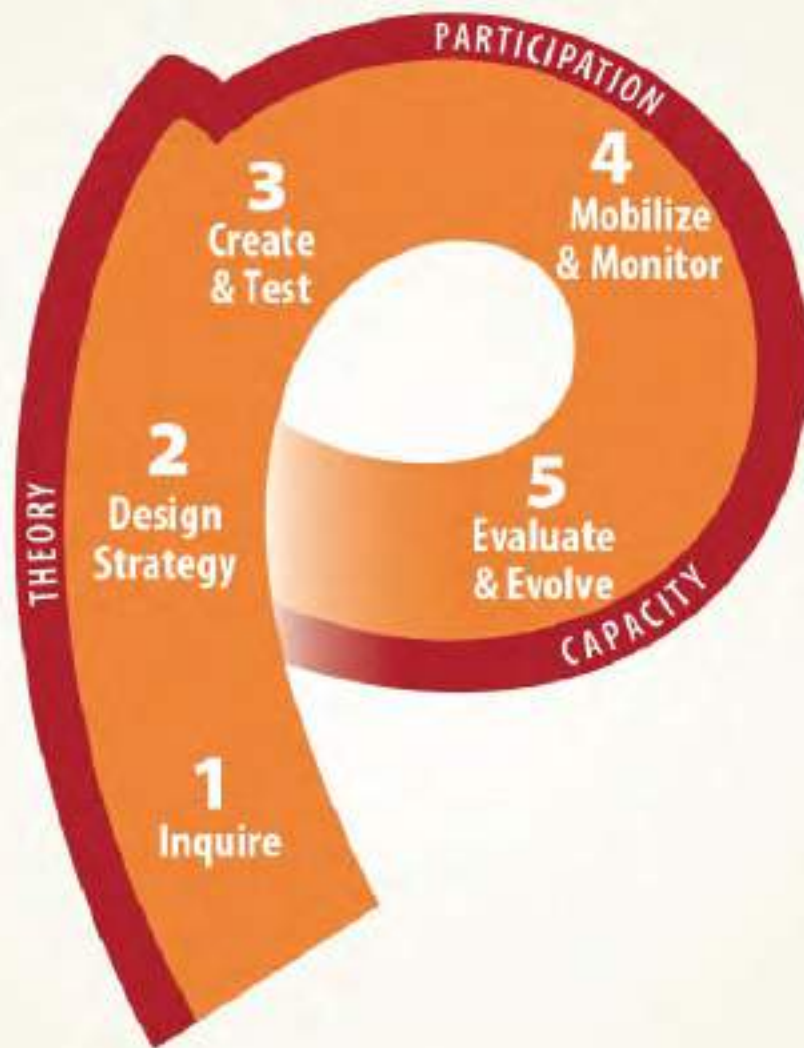 PARTICIPATION
3
Create
& Test
4
Mobilize
& Monitor
THEORY
2
Design
Strategy
5
Evaluate
& Evolve
CAPACITY
1
Inquire